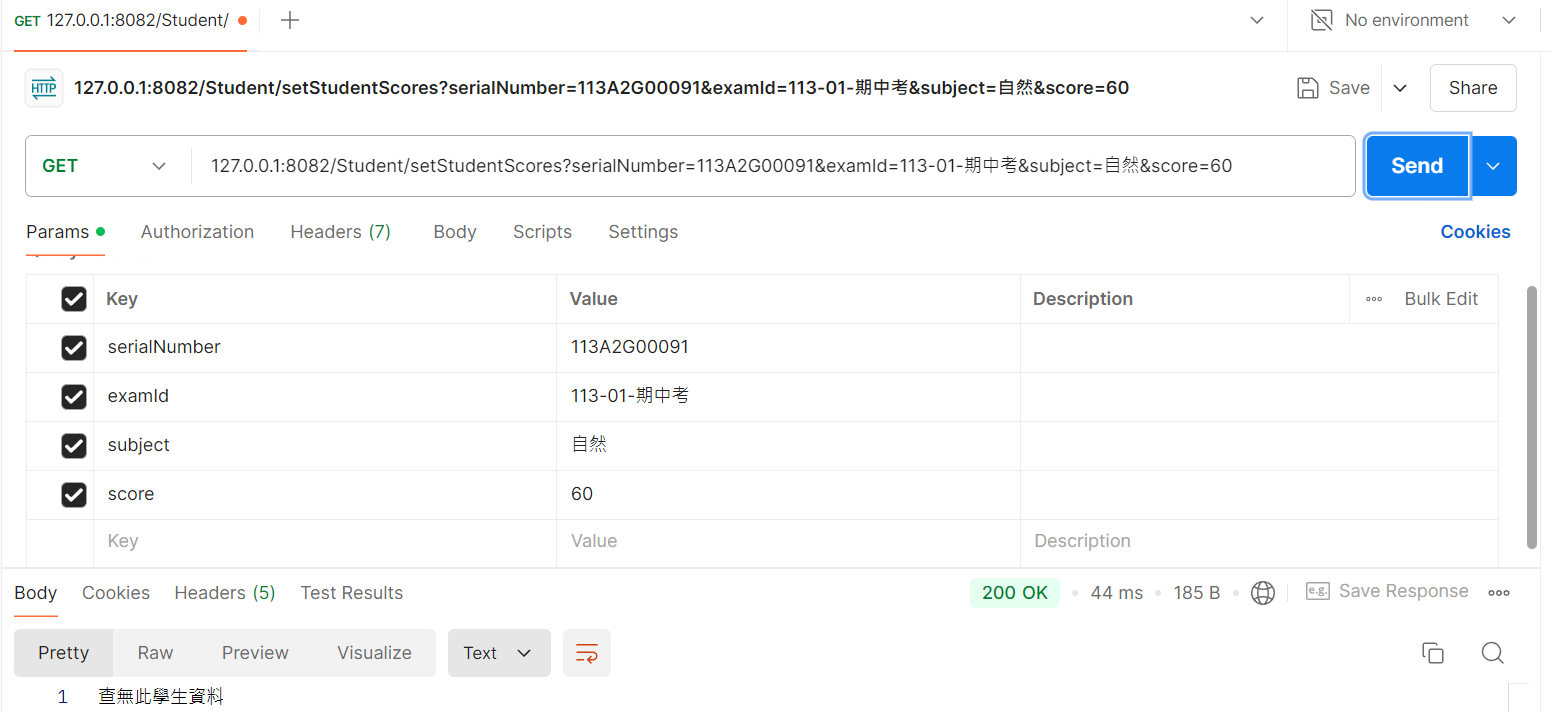 GET 127.0.0.1:8082/Student/
No environment
HTTP 127.0.0.1:8082/Student/setStudentScores?serialNumber=113A2G00091&examId=113-01-期中考&subject=自然&score=60 Save Share
GET 127.0.0.1:8082/Student/setStudentScores?serialNumber=113A2G00091&examId=113-01-期中考&subject=自然&score=60 Send
Params Authorization Headers (7) Body Scripts Settings Cookies
Key Value Description Bulk Edit
serialNumber 113A2G00091
examId 113-01-期中考
subject 自然
score 60
Key Value Description
Body Cookies Headers (5) Test Results 200 OK 44 ms 185 B e.g. Save Response
Pretty Raw Preview Visualize Text
1 查無此學生資料